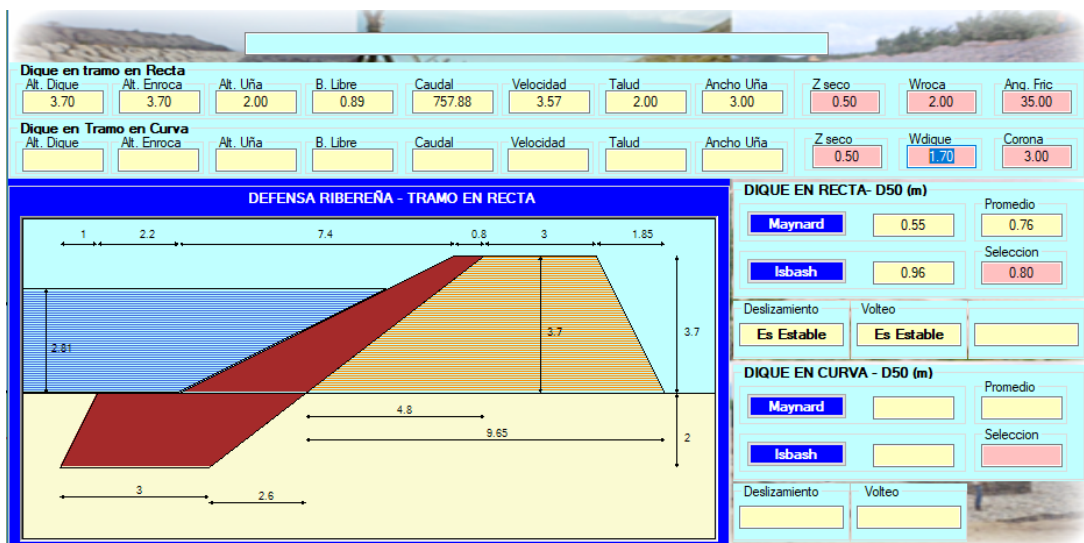 Dique en tramo en Recta
Alt. Dique Alt. Enroca Alt. Uña B. Libre Caudal Velocidad Talud Ancho Uña Z seco Wroca Ang. Fric
3.70 3.70 2.00 0.89 757.88 3.57 2.00 3.00 0.50 2.00 35.00
Dique en Tramo en Curva
Alt. Dique Alt. Enroca Alt. Uña B. Libre Caudal Velocidad Talud Ancho Uña Z seco Wdique Corona
0.50 1.70 3.00
DEFENSA RIBEREÑA - TRAMO EN RECTA
1 2.2 7.4 0.8 3 1.85
2.81
3.7
3.7
4.8
9.65
2
3
2.6
DIQUE EN RECTA- D50 (m)
Promedio
Maynard 0.55 0.76
Seleccion
Isbash 0.96 0.80
Deslizamiento Volteo
Es Estable Es Estable
DIQUE EN CURVA - D50 (m)
Promedio
Maynard
Seleccion
Isbash
Deslizamiento Volteo